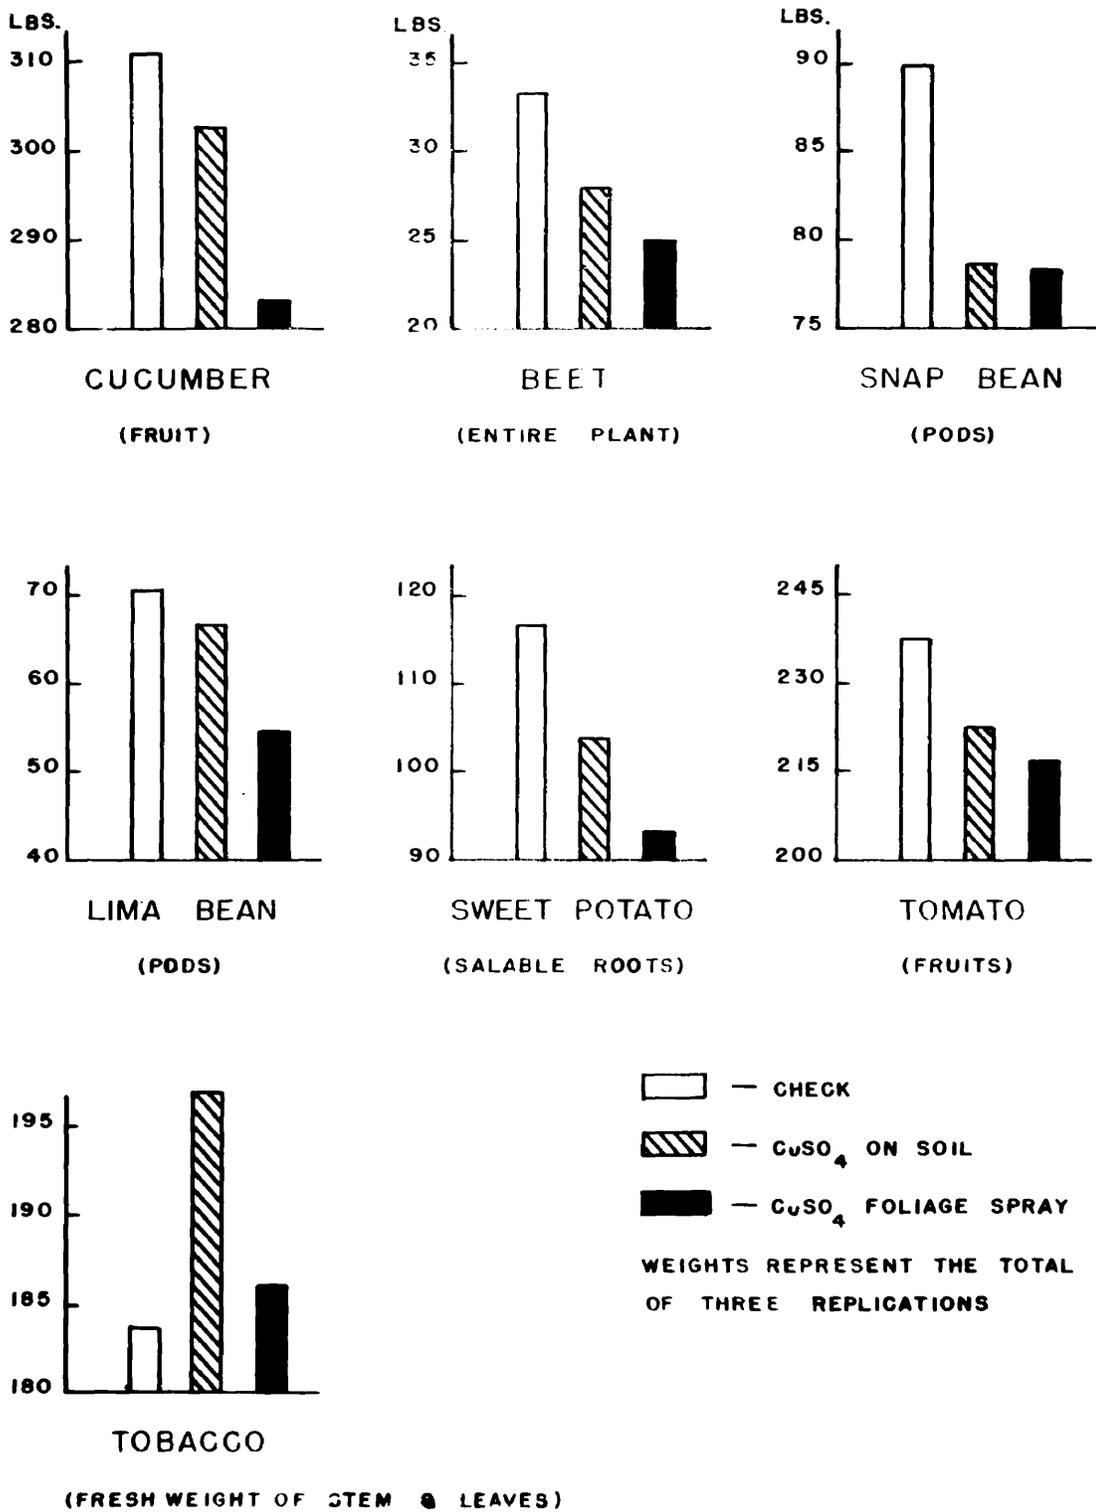 LBS.
310
300
290
280
CUCUMBER
(FRUIT)
LBS.
35
30
25
20
BEET
(ENTIRE PLANT)
LBS.
90
85
80
75
SNAP BEAN
(PODS)
70
60
50
40
LIMA BEAN
(PODS)
120
110
100
90
SWEET POTATO
(SALABLE ROOTS)
245
230
215
200
TOMATO
(FRUITS)
195
190
185
180
TOBACCO
(FRESH WEIGHT OF STEM & LEAVES)
— CHECK
— CuSO4 ON SOIL
— CuSO4 FOLIAGE SPRAY
WEIGHTS REPRESENT THE TOTAL
OF THREE REPLICATIONS